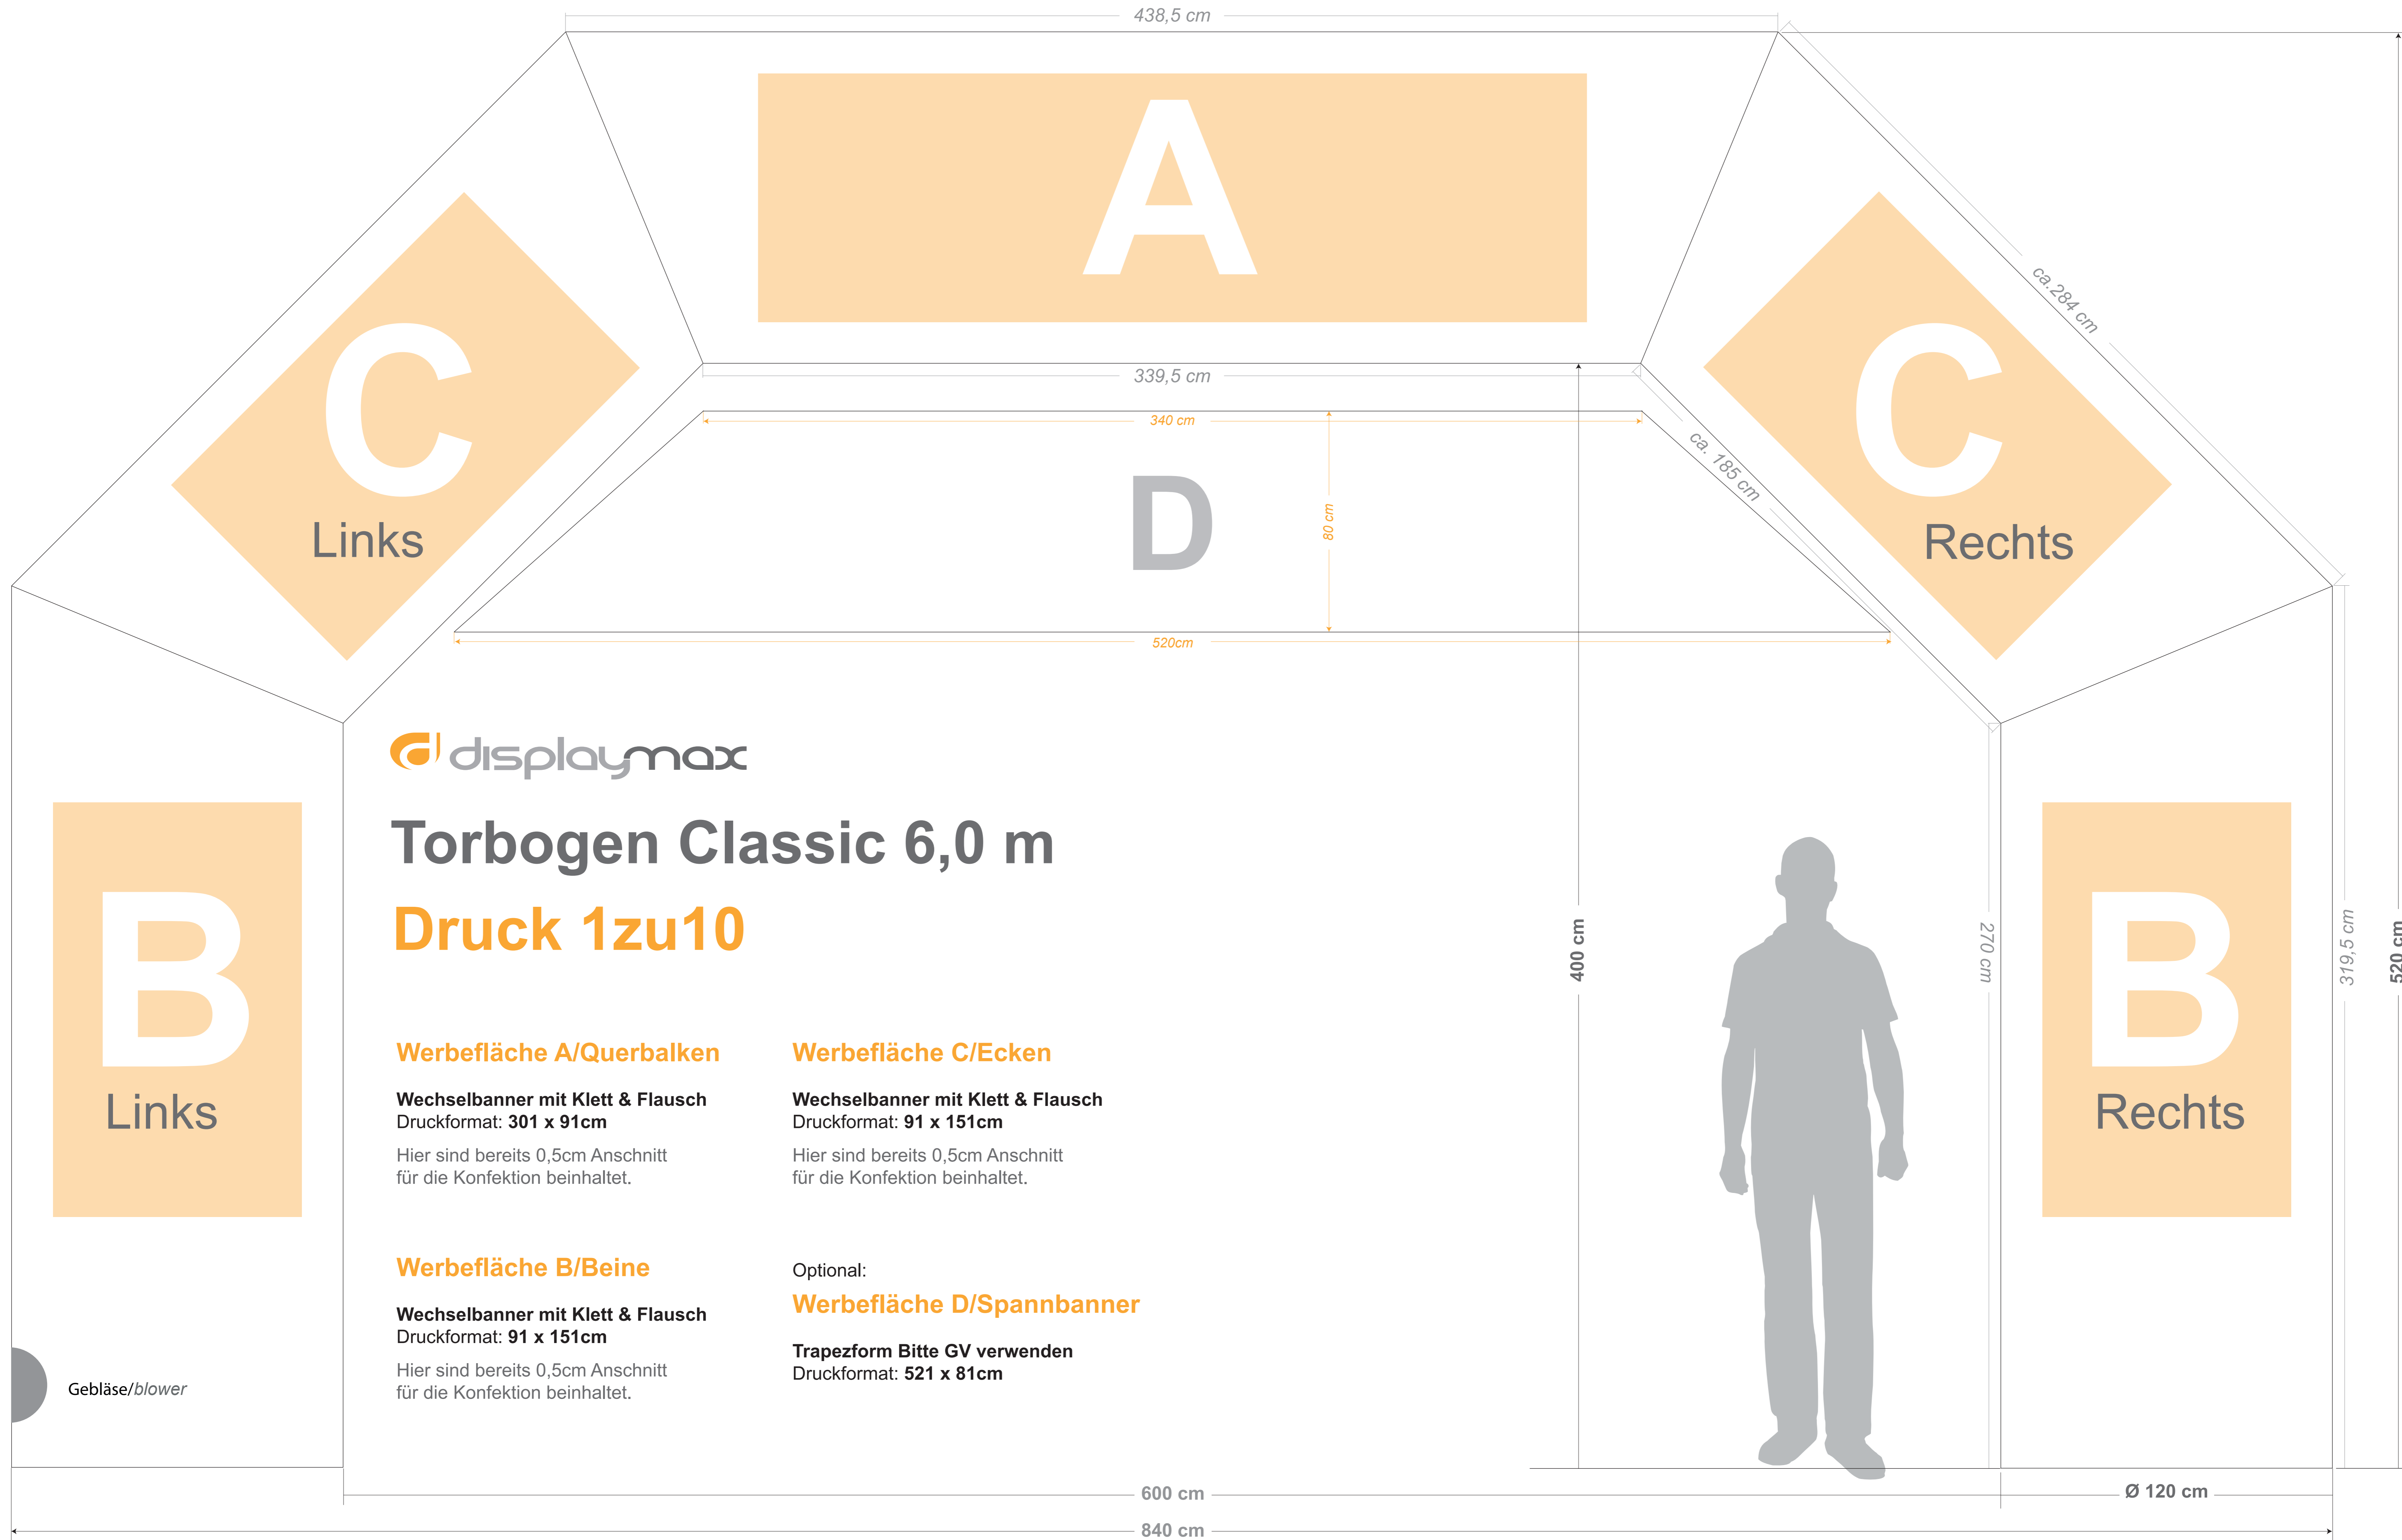 438,5 cm
A
C
Links
C
Rechts
ca.284 cm
339,5 cm
340 cm
ca. 185 cm
D
80 cm
520cm
displaymax
Torbogen Classic 6,0 m
Druck 1zu10
B
Links
B
Rechts
400 cm
270 cm
319,5 cm
520 cm
Werbefläche A/Querbalken
Wechselbanner mit Klett & Flausch
Druckformat: 301 x 91cm
Hier sind bereits 0,5cm Anschnitt
für die Konfektion beinhaltet.
Werbefläche C/Ecken
Wechselbanner mit Klett & Flausch
Druckformat: 91 x 151cm
Hier sind bereits 0,5cm Anschnitt
für die Konfektion beinhaltet.
Werbefläche B/Beine
Wechselbanner mit Klett & Flausch
Druckformat: 91 x 151cm
Hier sind bereits 0,5cm Anschnitt
für die Konfektion beinhaltet.
Optional:
Werbefläche D/Spannbanner
Trapezform Bitte GV verwenden
Druckformat: 521 x 81cm
Gebläse/blower
600 cm
Ø 120 cm
840 cm